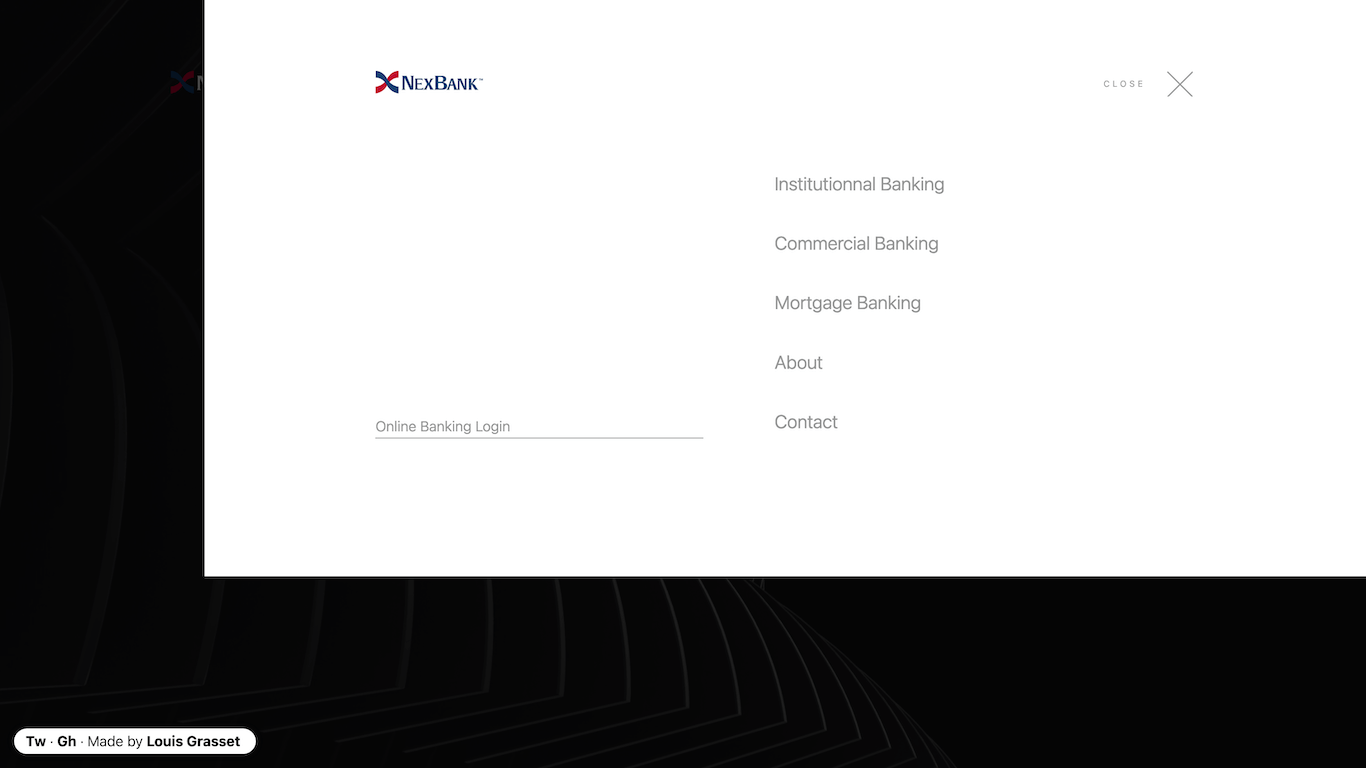 NEXBANK™
CLOSE
Institutionnal Banking
Commercial Banking
Mortgage Banking
About
Contact
Online Banking Login
Tw · Gh · Made by Louis Grasset